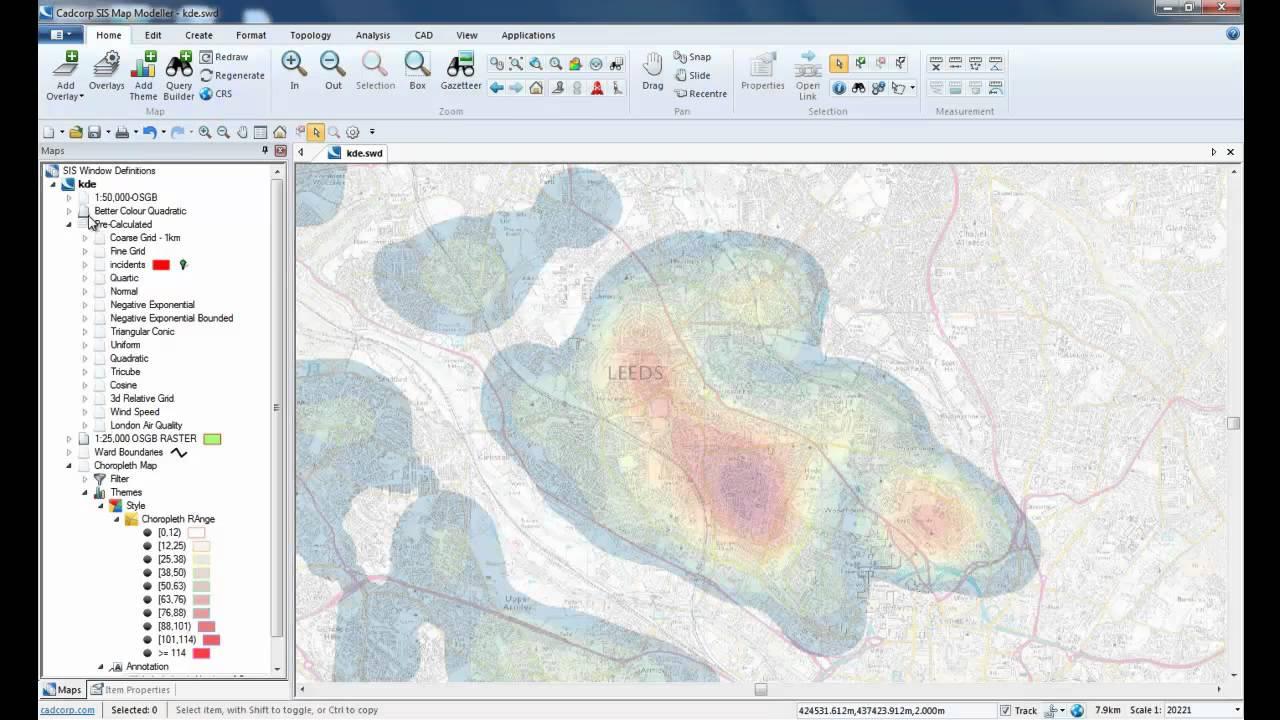 Cadcorp SIS Map Modeller - kde.swd
Home Edit Create Format Topology Analysis CAD View Applications
Add Overlay
Overlays
Add Theme
Query Builder
Redraw
Regenerate
CRS
Map
In
Out
Selection
Box
Gazetteer
Zoom
Drag
Snap
Slide
Recentre
Pan
Properties
Open Link
Selection
Measurement
Maps
kde.swd
SIS Window Definitions
kde
1:50,000-OSGB
Better Colour Quadratic
Pre-Calculated
Coarse Grid - 1km
Fine Grid
incidents
Quartic
Normal
Negative Exponential
Negative Exponential Bounded
Triangular Conic
Uniform
Quadratic
Tricube
Cosine
3d Relative Grid
Wind Speed
London Air Quality
1:25,000 OSGB RASTER
Ward Boundaries
Choropleth Map
Filter
Themes
Style
Choropleth RAnge
[0,12)
[12,25)
[25,38)
[38,50)
[50,63)
[63,76)
[76,88)
[88,101)
[101,114)
>= 114
Annotation
LEEDS
Maps
Item Properties
cadcorp.com
Selected: 0
Select item, with Shift to toggle, or Ctrl to copy
424531.612m,437423.912m,2.000m
Track
7.9km
Scale 1:
20221